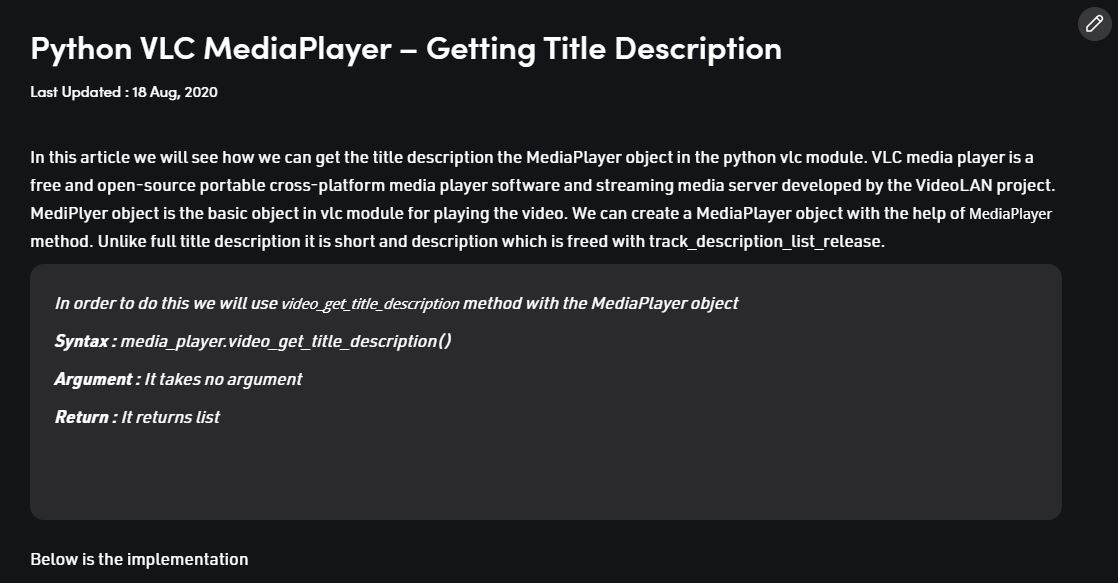 Python VLC MediaPlayer – Getting Title Description
Last Updated : 18 Aug, 2020
In this article we will see how we can get the title description the MediaPlayer object in the python vlc module. VLC media player is a
free and open-source portable cross-platform media player software and streaming media server developed by the VideoLAN project.
MediPlyer object is the basic object in vlc module for playing the video. We can create a MediaPlayer object with the help of MediaPlayer
method. Unlike full title description it is short and description which is freed with track_description_list_release.
In order to do this we will use video_get_title_description method with the MediaPlayer object
Syntax : media_player.video_get_title_description()
Argument : It takes no argument
Return : It returns list
Below is the implementation